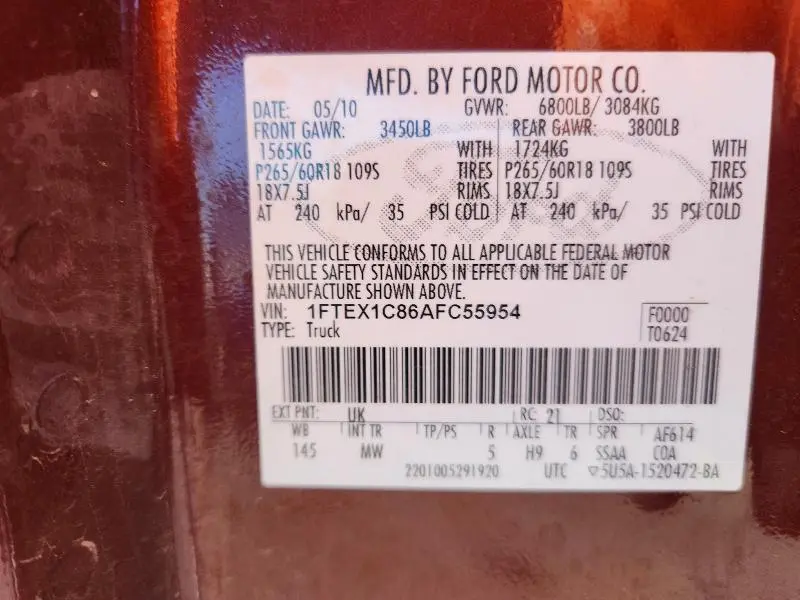 MFD. BY FORD MOTOR CO.
DATE: 05/10 GVWR: 6800LB/ 3084KG
FRONT GAWR: 3450LB REAR GAWR: 3800LB
1565KG WITH 1724KG WITH
P265/60R18 109S TIRES P265/60R18 109S TIRES
18X7.5J RIMS 18X7.5J RIMS
AT 240 kPa/ 35 PSI COLD AT 240 kPa/ 35 PSI COLD
THIS VEHICLE CONFORMS TO ALL APPLICABLE FEDERAL MOTOR
VEHICLE SAFETY STANDARDS IN EFFECT ON THE DATE OF
MANUFACTURE SHOWN ABOVE.
VIN: 1FTEX1C86AFC55954 F0000
TYPE: Truck T0624
EXT PNT: UK RC: 21 DSO:
WB INT TR TP/PS R AXLE TR SPR AF614
145 MW 5 H9 6 SSAA COA
2201005291920 UTC ▽5U5A-1520472-BA